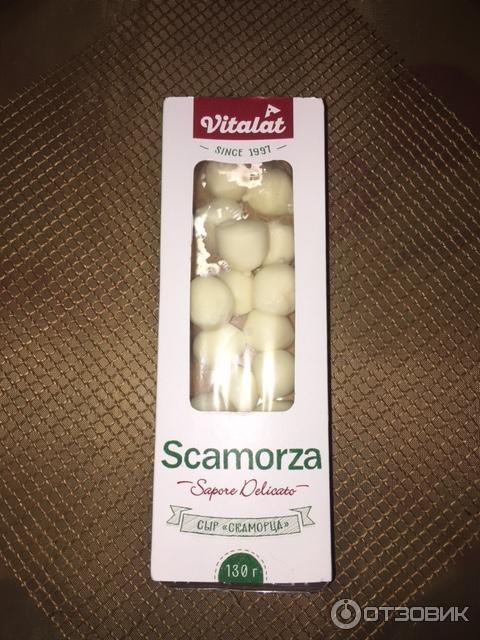 Vitalat
SINCE 1997
Scamorza
Sapore Delicato
СЫР «СКАМОРЦА»
130 г
ОТЗОВИК